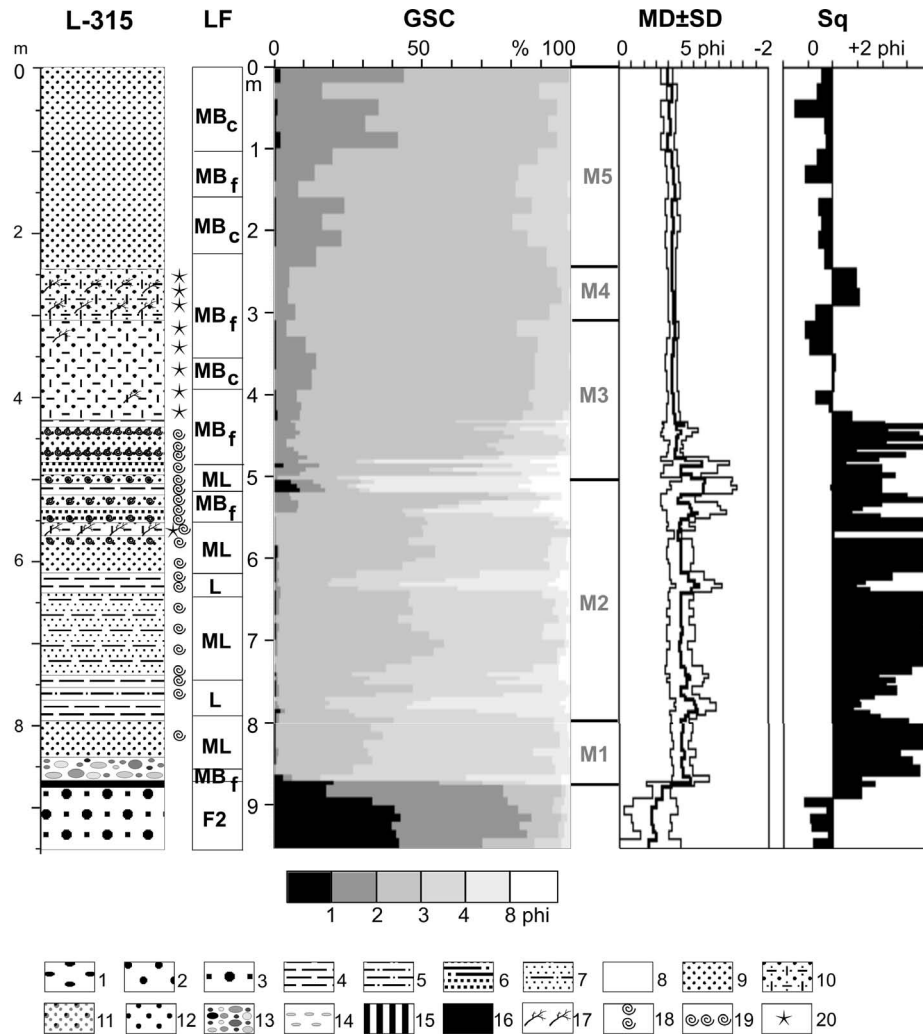 L-315 LF GSC MD±SD Sq
m 0 50 % 100 0 5 phi -2 0 +2 phi
0 0
m
MBc
1
MBf M5
2 MBc 2
M4
MBf 3
MBc M3
4 4
MBf
ML 5
MBf
6 ML 6
L
M2
ML 7
L
8 8
ML M1
MBf
F2 9
1 2 3 4 8 phi
1 2 3 4 5 6 7 8 9 10
11 12 13 14 15 16 17 18 19 20